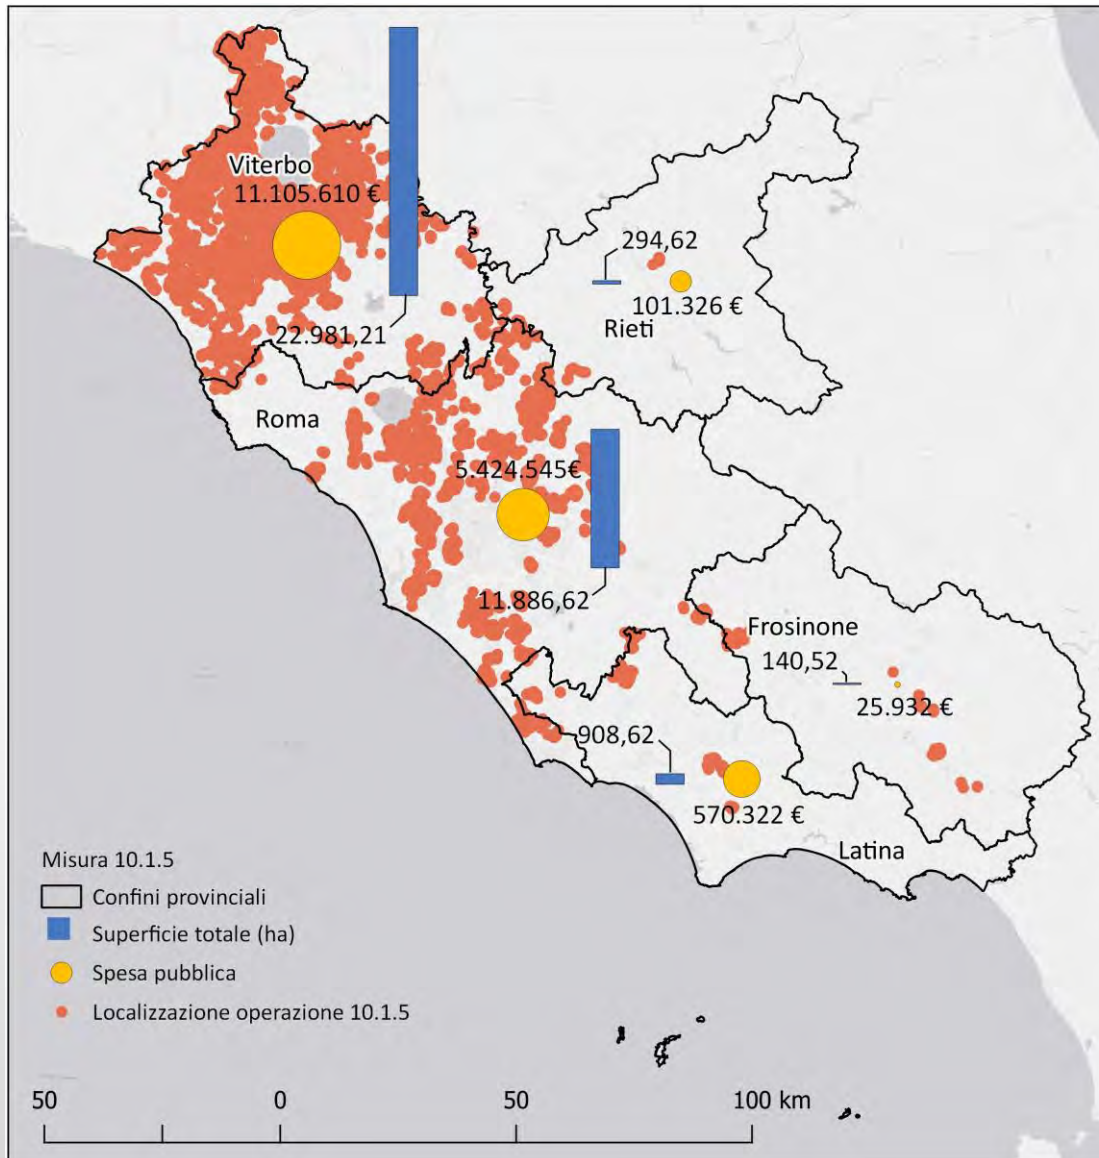 Viterbo
11.105.610 €
22.981,21
294,62
101.326 €
Rieti
Roma
5.424.545€
11.886,62
Frosinone
140,52
25.932 €
908,62
570.322 €
Latina
Misura 10.1.5
Confini provinciali
Superficie totale (ha)
Spesa pubblica
Localizzazione operazione 10.1.5
50 0 50 100 km